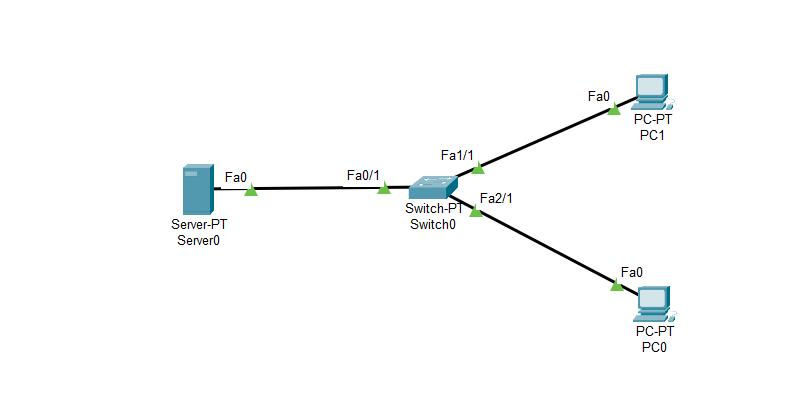 Fa0
PC-PT
PC1
Fa1/1
Fa0
Fa0/1
Server-PT
Server0
Switch-PT
Switch0
Fa2/1
Fa0
PC-PT
PC0